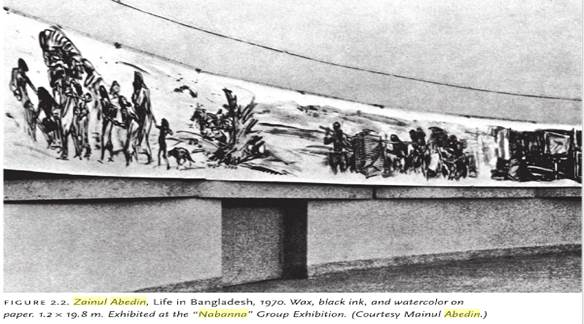 FIGURE 2.2. Zainul Abedin, Life in Bangladesh, 1970. Wax, black ink, and watercolor on
paper. 1.2 × 19.8 m. Exhibited at the “Nabanna” Group Exhibition. (Courtesy Mainul Abedin.)